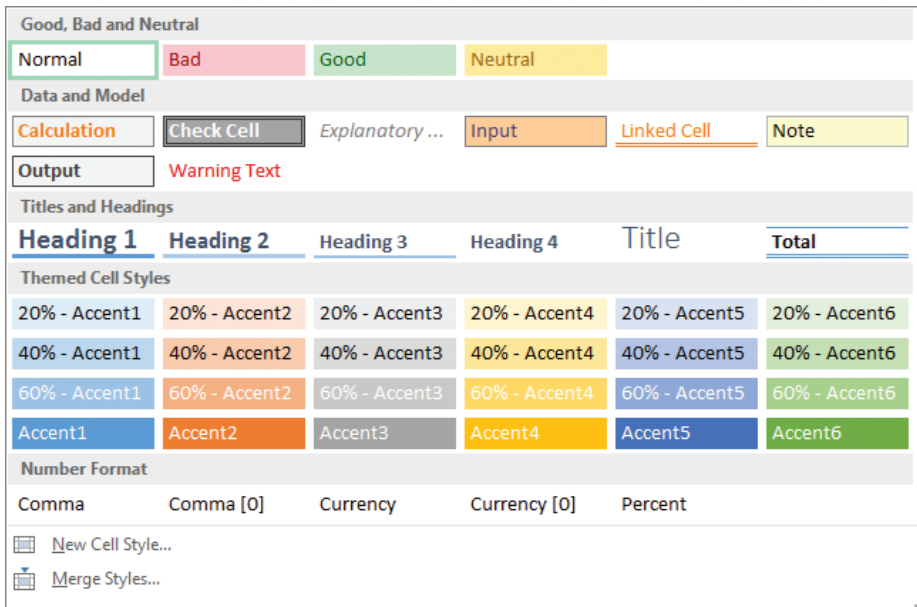 Good, Bad and Neutral
Normal Bad Good Neutral
Data and Model
Calculation Check Cell Explanatory ... Input Linked Cell Note
Output Warning Text
Titles and Headings
Heading 1 Heading 2 Heading 3 Heading 4 Title Total
Themed Cell Styles
20% - Accent1 20% - Accent2 20% - Accent3 20% - Accent4 20% - Accent5 20% - Accent6
40% - Accent1 40% - Accent2 40% - Accent3 40% - Accent4 40% - Accent5 40% - Accent6
60% - Accent1 60% - Accent2 60% - Accent3 60% - Accent4 60% - Accent5 60% - Accent6
Accent1 Accent2 Accent3 Accent4 Accent5 Accent6
Number Format
Comma Comma [0] Currency Currency [0] Percent
New Cell Style...
Merge Styles...